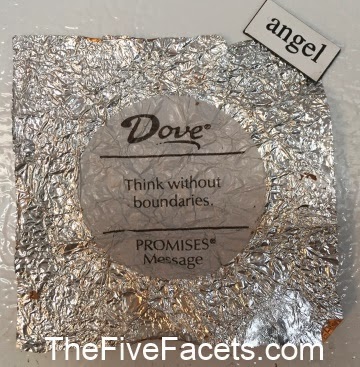 angel
Dove®
Think without
boundaries.
PROMISES®
Message
TheFiveFacets.com